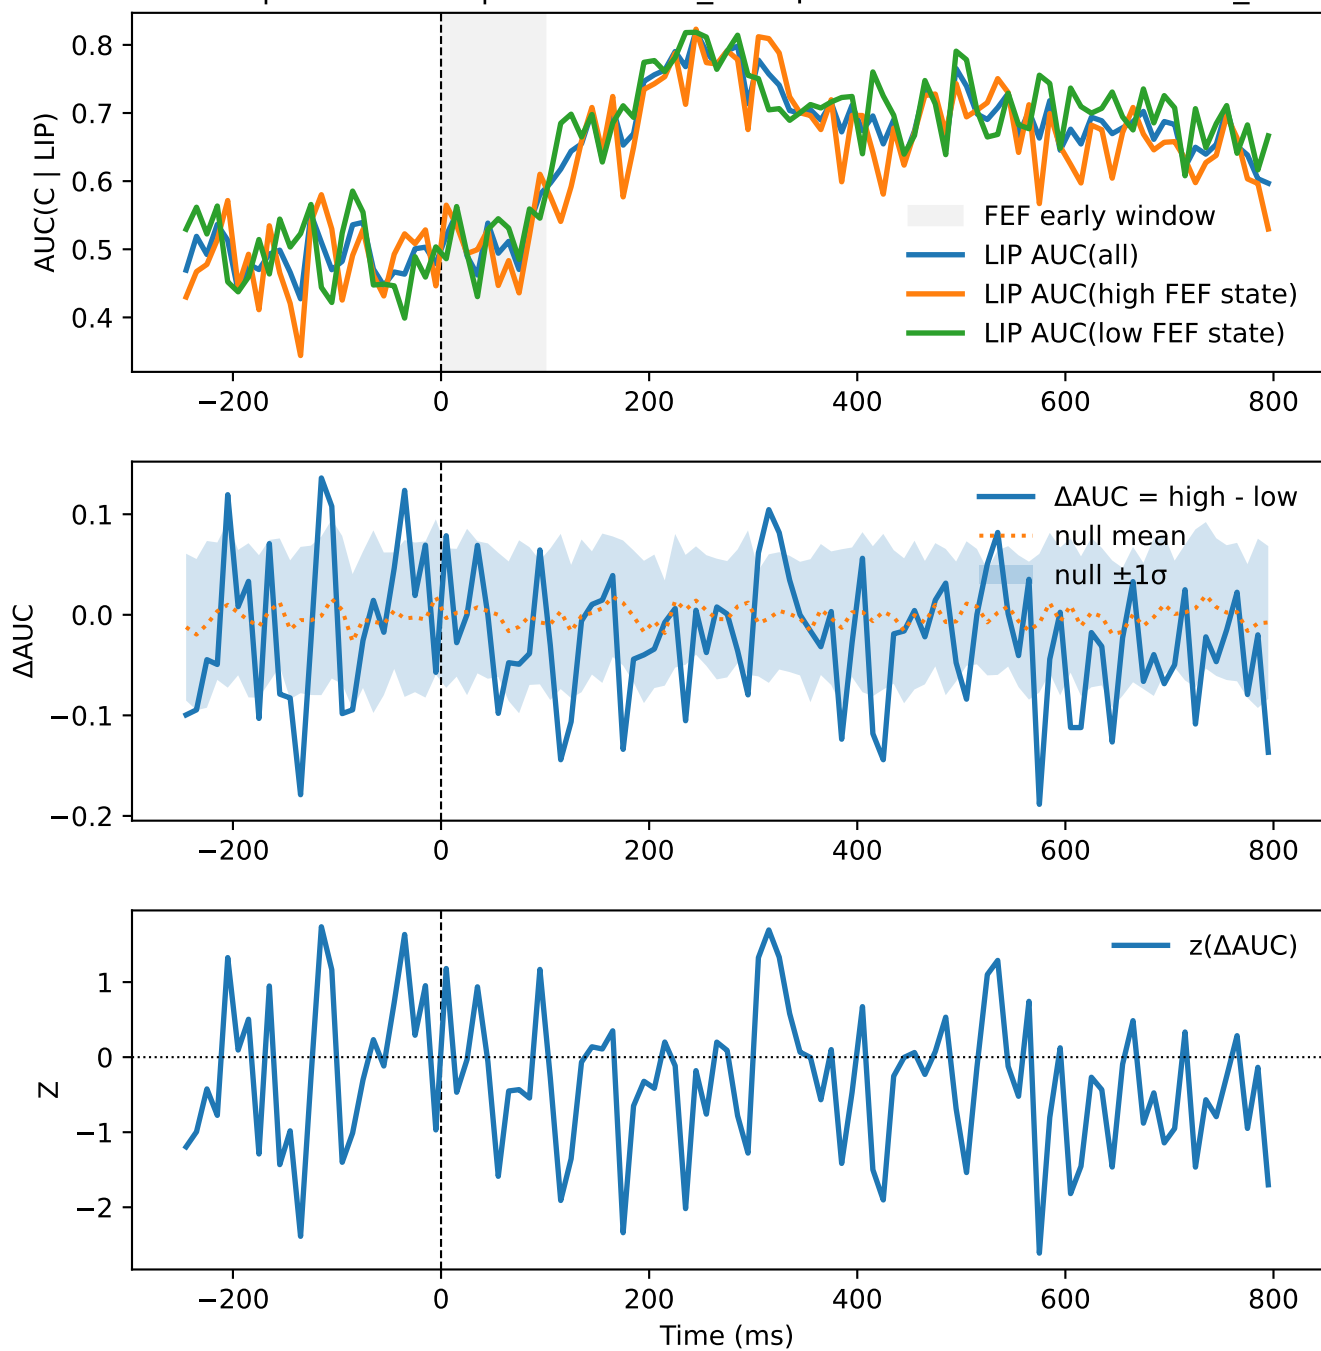 0.8
0.7
0.6
0.5
0.4
AUC(C | LIP)
FEF early window
LIP AUC(all)
LIP AUC(high FEF state)
LIP AUC(low FEF state)
−200 0 200 400 600 800
0.1
0.0
−0.1
−0.2
ΔAUC
ΔAUC = high - low
null mean
null ±1σ
−200 0 200 400 600 800
1
0
−1
−2
Z
z(ΔAUC)
−200 0 200 400 600 800
Time (ms)